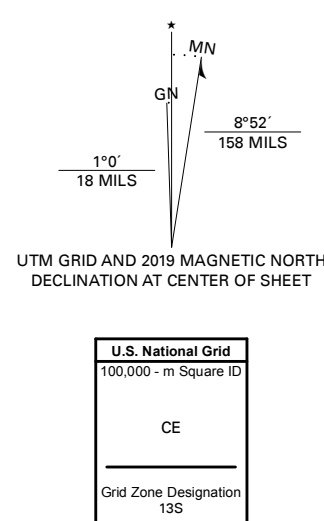 ★
MN
GN
8°52´
158 MILS
1°0´
18 MILS
UTM GRID AND 2019 MAGNETIC NORTH
DECLINATION AT CENTER OF SHEET
U.S. National Grid
100,000 - m Square ID
CE
Grid Zone Designation
13S